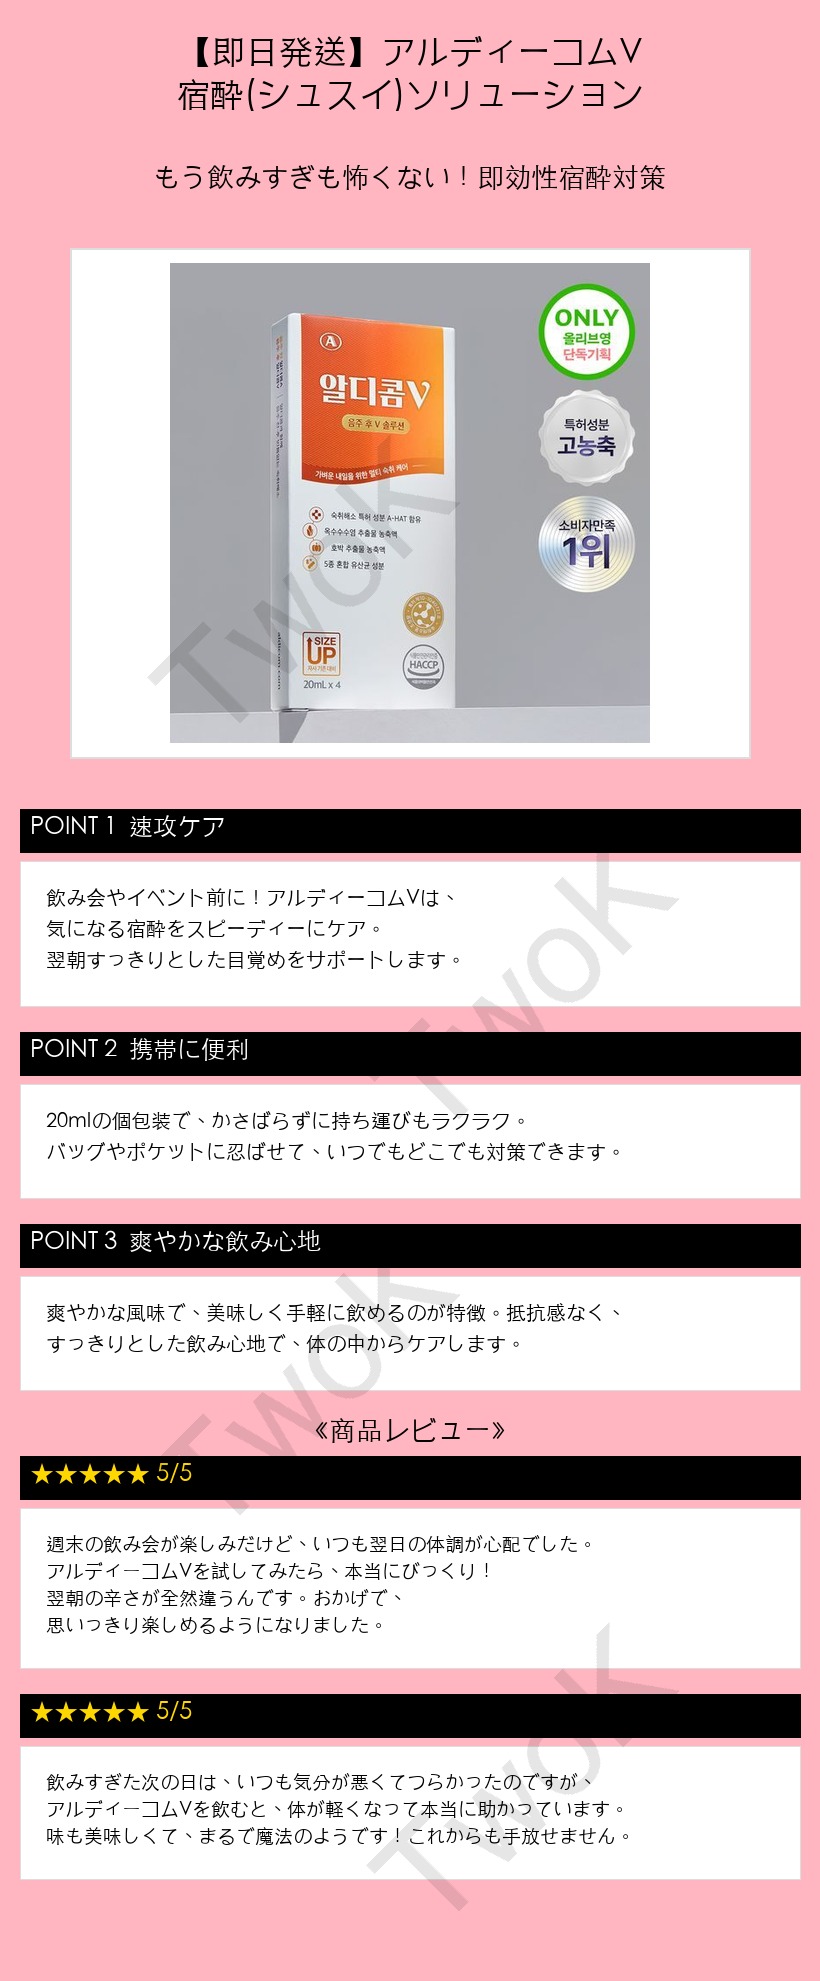 【即日発送】アルディーコムV
宿酔(シュスイ)ソリューション
もう飲みすぎも怖くない！即効性宿酔対策
A
알디콤V
음주 후 V 솔루션
가벼운 내일을 위한 멀티 숙취 케어
숙취해소 특허 성분 A-HAT 함유
옥수수수염 추출물 농축액
호박 추출물 농축액
5종 혼합 유산균 성분
SIZE
UP
자사 기존 대비
20mL x 4
HACCP
ONLY
올리브영
단독기획
특허성분
고농축
소비자만족
1위
POINT 1 速攻ケア
飲み会やイベント前に！アルディーコムVは、
気になる宿酔をスピーディーにケア。
翌朝すっきりとした目覚めをサポートします。
POINT 2 携帯に便利
20mlの個包装で、かさばらずに持ち運びもラクラク。
バッグやポケットに忍ばせて、いつでもどこでも対策できます。
POINT 3 爽やかな飲み心地
爽やかな風味で、美味しく手軽に飲めるのが特徴。抵抗感なく、
すっきりとした飲み心地で、体の中からケアします。
《商品レビュー》
★★★★★ 5/5
週末の飲み会が楽しみだけど、いつも翌日の体調が心配でした。
アルディーコムVを試してみたら、本当にびっくり！
翌朝の辛さが全然違うんです。おかげで、
思いっきり楽しめるようになりました。
★★★★★ 5/5
飲みすぎた次の日は、いつも気分が悪くてつらかったのですが、
アルディーコムVを飲むと、体が軽くなって本当に助かっています。
味も美味しくて、まるで魔法のようです！これからも手放せません。
TwoK
TwoK
TwoK
TwoK